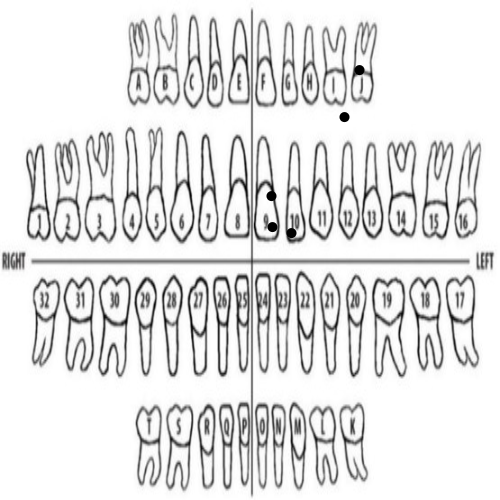 A B C D E F G H I J
1 2 3 4 5 6 7 8 9 10 11 12 13 14 15 16
RIGHT LEFT
32 31 30 29 28 27 26 25 24 23 22 21 20 19 18 17
T S R Q P O N M L K